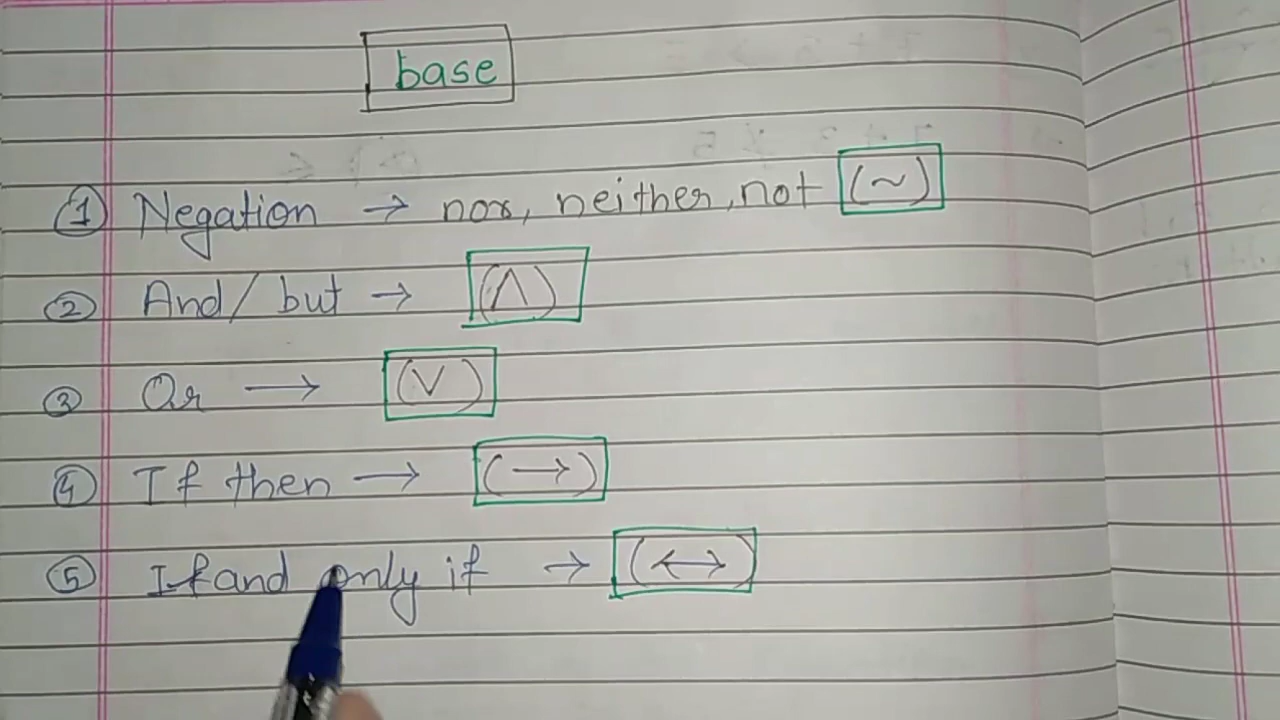 base
① Negation → nor, neither, not (~)
② And/ but → (∧)
③ Or → (∨)
④ If then → (→)
⑤ If and only if → (↔)